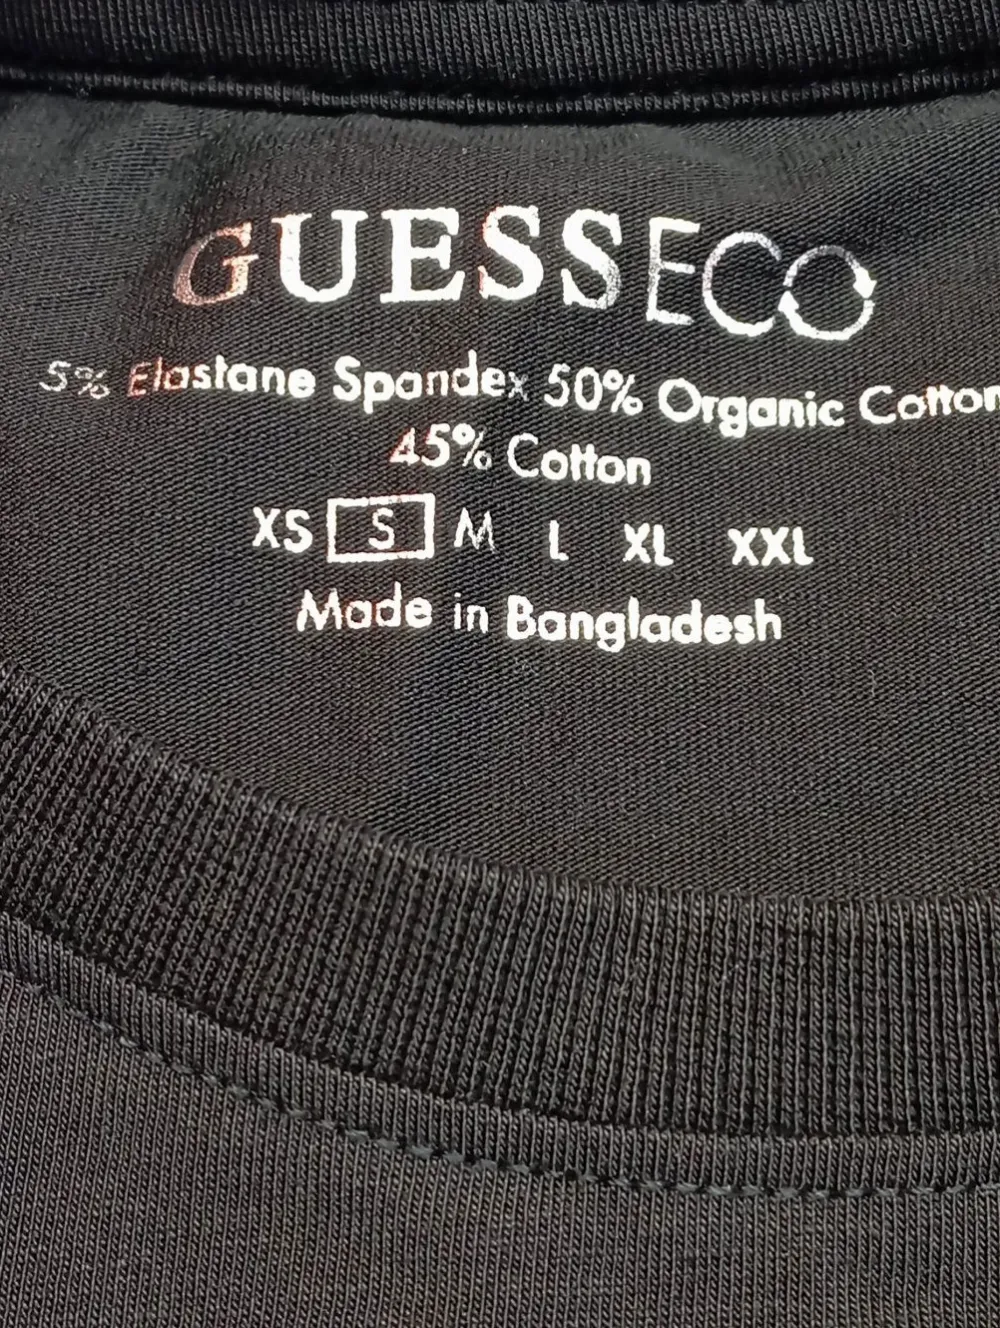 GUESSECO
5% Elastane Spandex 50% Organic Cotton
45% Cotton
XS S M L XL XXL
Made in Bangladesh